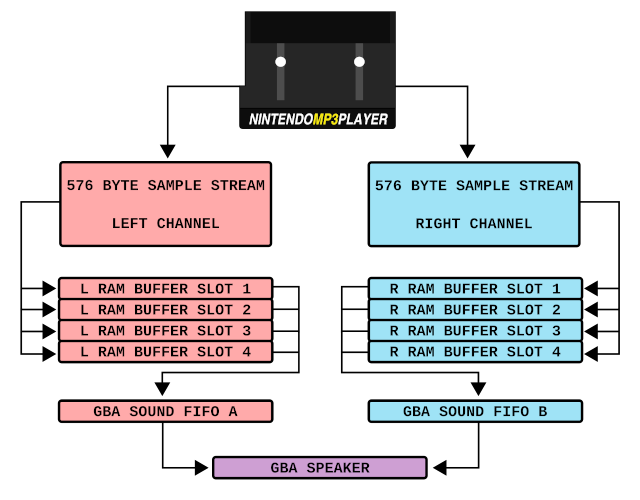 NINTENDOMP3PLAYER
576 BYTE SAMPLE STREAM
LEFT CHANNEL
576 BYTE SAMPLE STREAM
RIGHT CHANNEL
L RAM BUFFER SLOT 1
L RAM BUFFER SLOT 2
L RAM BUFFER SLOT 3
L RAM BUFFER SLOT 4
R RAM BUFFER SLOT 1
R RAM BUFFER SLOT 2
R RAM BUFFER SLOT 3
R RAM BUFFER SLOT 4
GBA SOUND FIFO A
GBA SOUND FIFO B
GBA SPEAKER